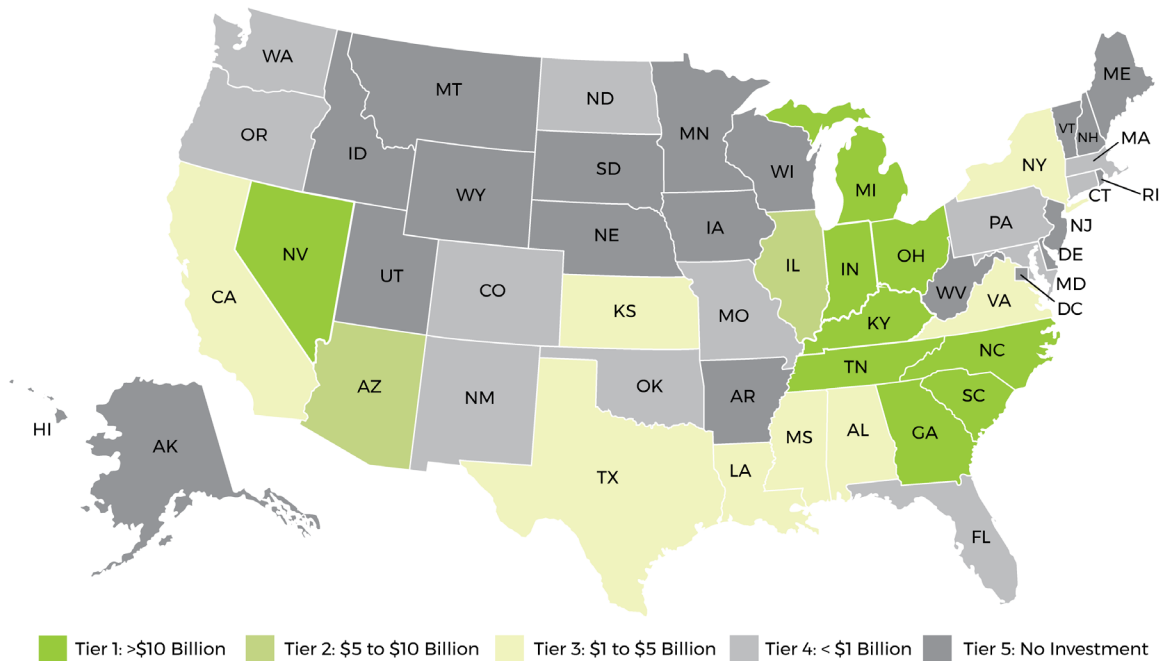 WA
MT
ND
MN
ME
OR
ID
SD
WI
MI
VT
NH
MA
NY
WY
RI
CT
IA
NE
PA
NJ
NV
UT
CO
IL
IN
OH
DE
MD
DC
WV
VA
CA
KS
MO
KY
NC
TN
AZ
NM
OK
AR
SC
HI
AK
TX
LA
MS
AL
GA
FL
Tier 1: >$10 Billion
Tier 2: $5 to $10 Billion
Tier 3: $1 to $5 Billion
Tier 4: < $1 Billion
Tier 5: No Investment